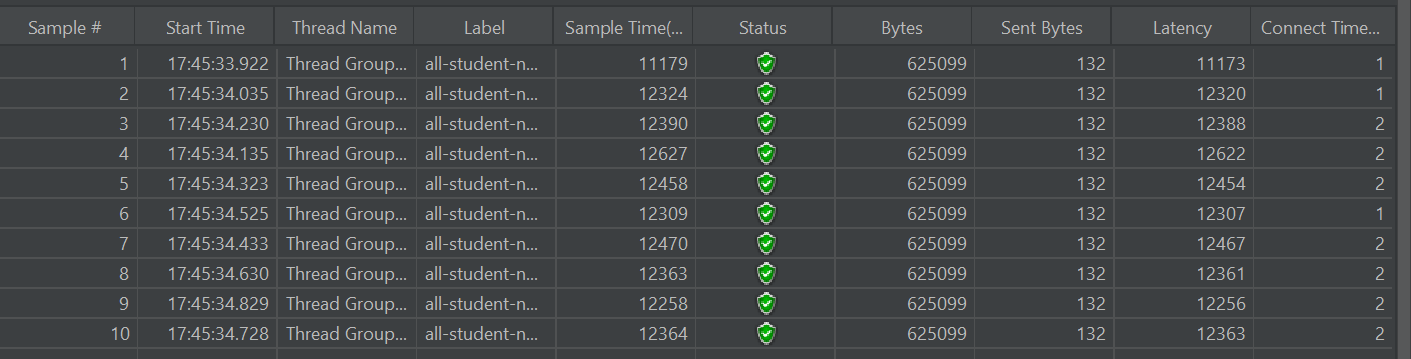 Sample # Start Time Thread Name Label Sample Time(... Status Bytes Sent Bytes Latency Connect Time...
1 17:45:33.922 Thread Group... all-student-n... 11179 625099 132 11173 1
2 17:45:34.035 Thread Group... all-student-n... 12324 625099 132 12320 1
3 17:45:34.230 Thread Group... all-student-n... 12390 625099 132 12388 2
4 17:45:34.135 Thread Group... all-student-n... 12627 625099 132 12622 2
5 17:45:34.323 Thread Group... all-student-n... 12458 625099 132 12454 2
6 17:45:34.525 Thread Group... all-student-n... 12309 625099 132 12307 1
7 17:45:34.433 Thread Group... all-student-n... 12470 625099 132 12467 2
8 17:45:34.630 Thread Group... all-student-n... 12363 625099 132 12361 2
9 17:45:34.829 Thread Group... all-student-n... 12258 625099 132 12256 2
10 17:45:34.728 Thread Group... all-student-n... 12364 625099 132 12363 2